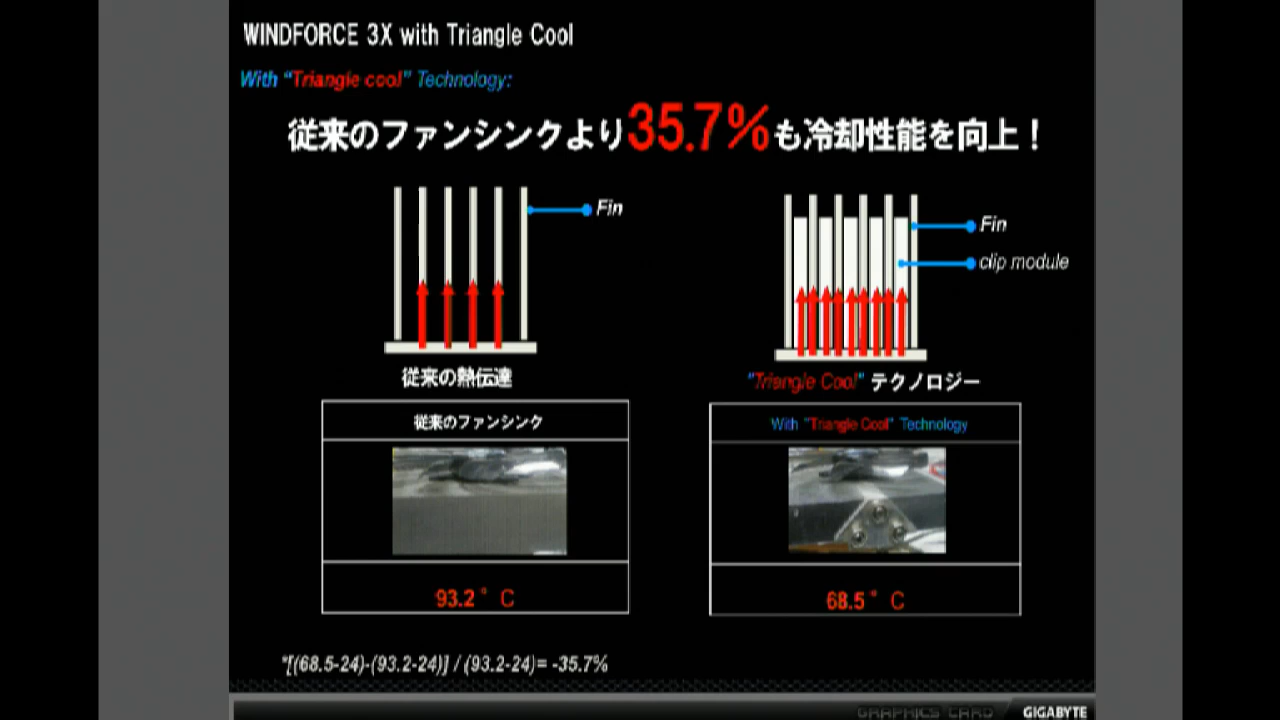 WINDFORCE 3X with Triangle Cool
With "Triangle cool" Technology:
従来のファンシンクより35.7%も冷却性能を向上！
Fin
Fin
clip module
従来の熱伝達
"Triangle Cool" テクノロジー
従来のファンシンク
With "Triangle Cool" Technology
93.2°C
68.5°C
*[(68.5-24)-(93.2-24)] / (93.2-24)= -35.7%
GRAPHICS CARD
GIGABYTE